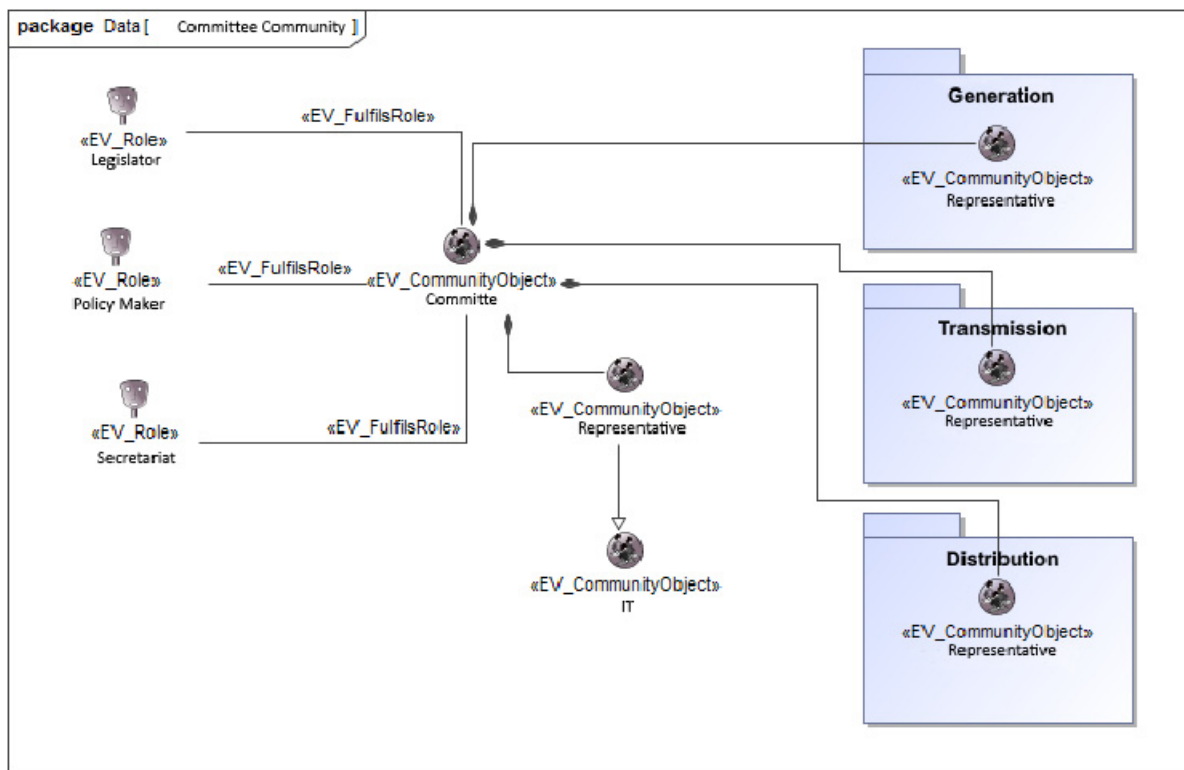 package Data [ Committee Community ]
«EV_Role»
Legislator
«EV_FulfilsRole»
«EV_Role»
Policy Maker
«EV_FulfilsRole»
«EV_CommunityObject»
Committe
«EV_Role»
Secretariat
«EV_FulfilsRole»
«EV_CommunityObject»
Representative
«EV_CommunityObject»
IT
Generation
«EV_CommunityObject»
Representative
Transmission
«EV_CommunityObject»
Representative
Distribution
«EV_CommunityObject»
Representative